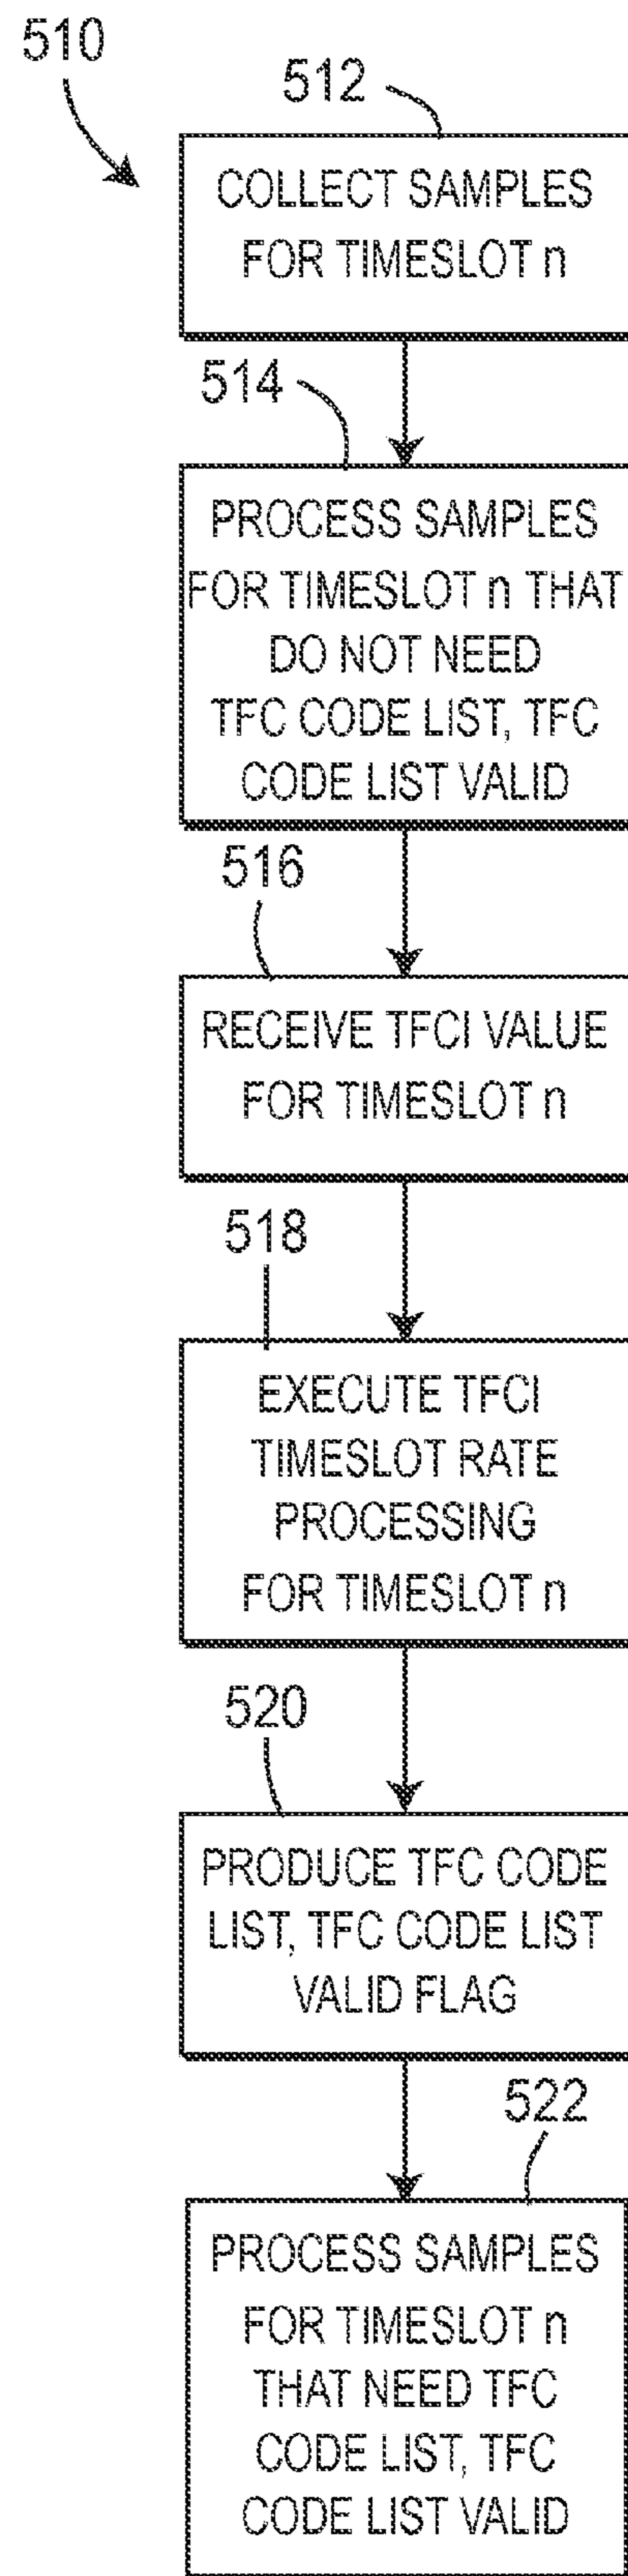 510
512
COLLECT SAMPLES
FOR TIMESLOT n
514
PROCESS SAMPLES
FOR TIMESLOT n THAT
DO NOT NEED
TFC CODE LIST, TFC
CODE LIST VALID
516
RECEIVE TFCI VALUE
FOR TIMESLOT n
518
EXECUTE TFCI
TIMESLOT RATE
PROCESSING
FOR TIMESLOT n
520
PRODUCE TFC CODE
LIST, TFC CODE LIST
VALID FLAG
522
PROCESS SAMPLES
FOR TIMESLOT n
THAT NEED TFC
CODE LIST, TFC
CODE LIST VALID